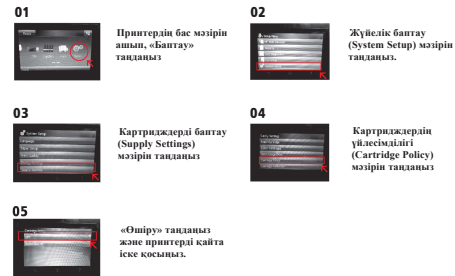 01
Принтердің бас мәзірін
ашып, «Баптау»
таңдаңыз
02
Жүйелік баптау
(System Setup) мәзірін
таңдаңыз.
03
Картридждерді баптау
(Supply Settings)
мәзірін таңдаңыз
04
Картридждердің
үйлесімділігі
(Cartridge Policy)
мәзірін таңдаңыз
05
«Өшіру» таңдаңыз
және принтерді қайта
іске қосыңыз.